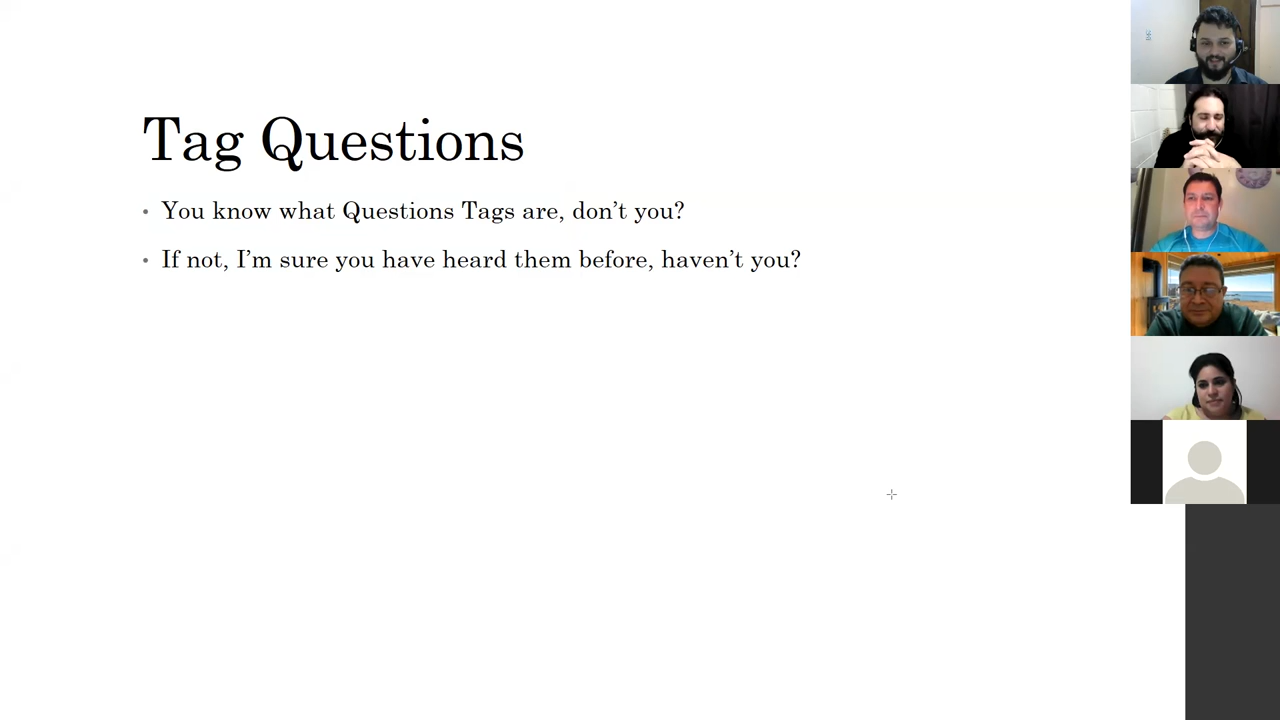 Tag Questions
• You know what Questions Tags are, don’t you?
• If not, I’m sure you have heard them before, haven’t you?